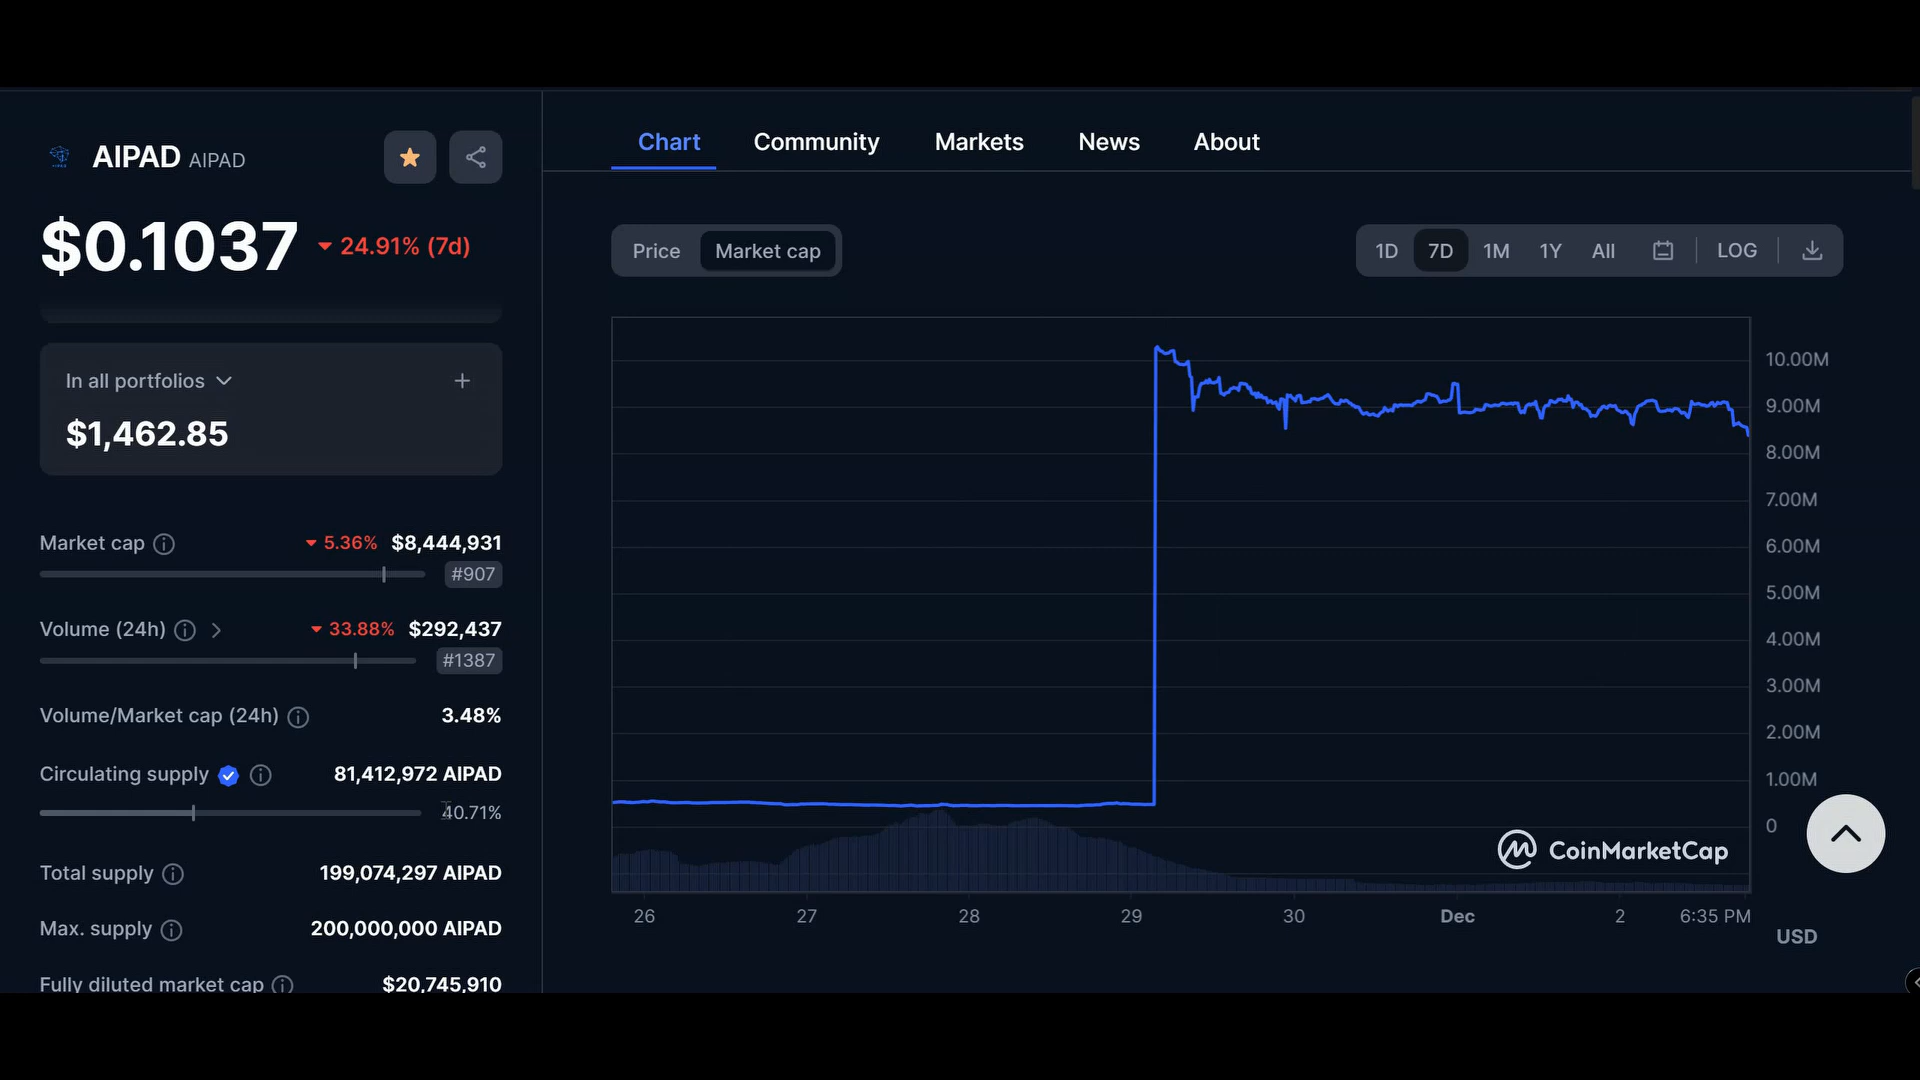 AIPAD AIPAD
$0.1037 24.91% (7d)
In all portfolios
$1,462.85
Market cap 5.36% $8,444,931
#907
Volume (24h) 33.88% $292,437
#1387
Volume/Market cap (24h) 3.48%
Circulating supply 81,412,972 AIPAD
40.71%
Total supply 199,074,297 AIPAD
Max. supply 200,000,000 AIPAD
Fully diluted market cap $20,745,910
Chart Community Markets News About
Price Market cap 1D 7D 1M 1Y All LOG
10.00M
9.00M
8.00M
7.00M
6.00M
5.00M
4.00M
3.00M
2.00M
1.00M
0
CoinMarketCap
26 27 28 29 30 Dec 2 6:35 PM
USD